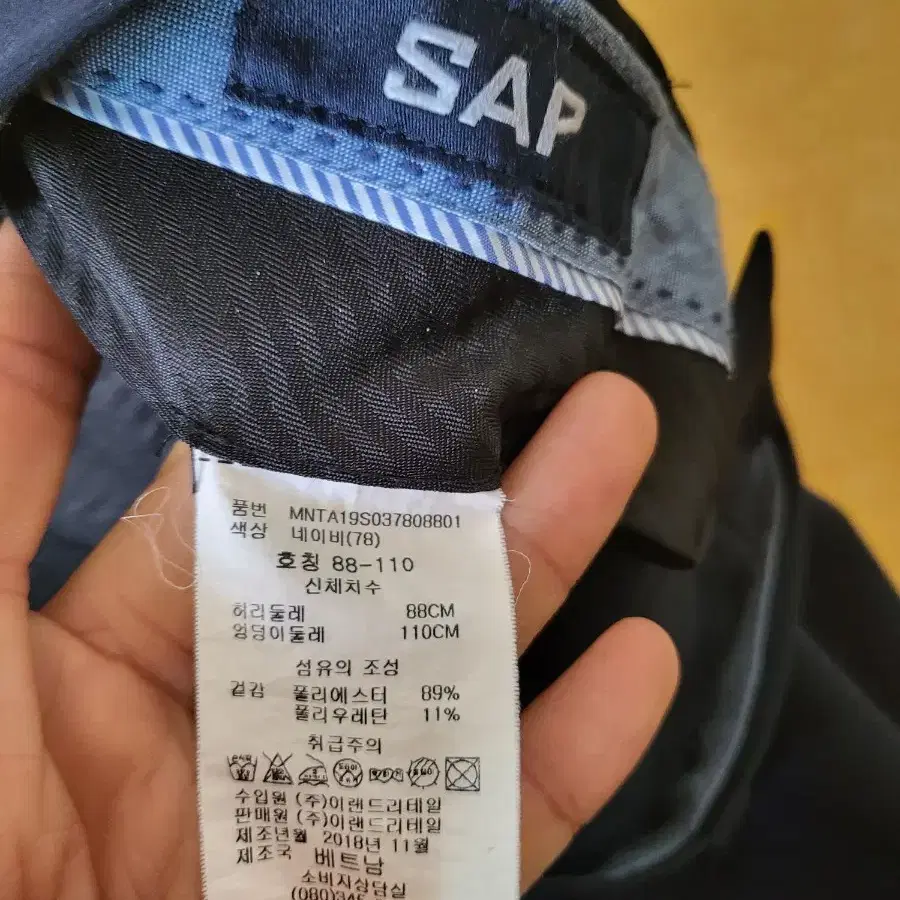 SAP
품번 MNTA19S037808801
색상 네이비(78)
호칭 88-110
신체치수
허리둘레 88CM
엉덩이둘레 110CM
섬유의 조성
겉감 폴리에스터 89%
폴리우레탄 11%
취급주의
수입원 (주)이랜드리테일
판매원 (주)이랜드리테일
제조년월 2018년 11월
제조국 베트남
소비자상담실